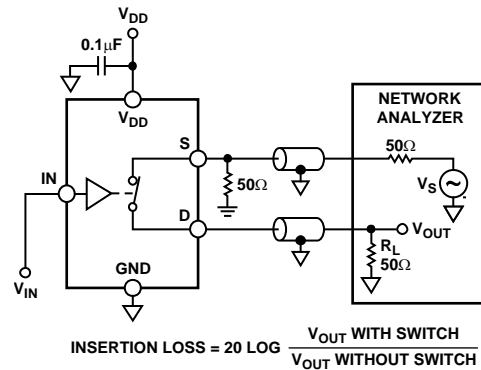 VDD
0.1μF
VDD
S
IN
50Ω
D
GND
VIN
NETWORK
ANALYZER
50Ω
VS
VOUT
RL
50Ω
INSERTION LOSS = 20 LOG VOUT WITH SWITCH
VOUT WITHOUT SWITCH